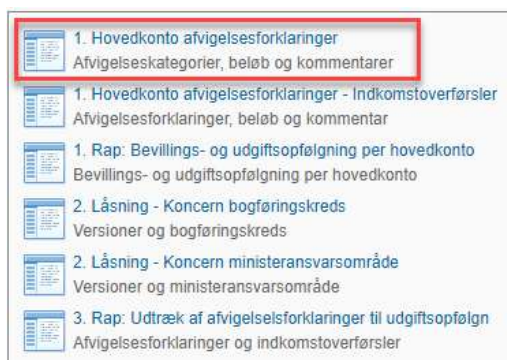 1. Hovedkonto afvigelsesforklaringer
Afvigelseskategorier, beløb og kommentarer
1. Hovedkonto afvigelsesforklaringer - Indkomstoverførsler
Afvigelsesforklaringer, beløb og kommentar
1. Rap: Bevillings- og udgiftsopfølgning per hovedkonto
Bevillings- og udgiftsopfølgning per hovedkonto
2. Låsning - Koncern bogføringskreds
Versioner og bogføringskreds
2. Låsning - Koncern ministeransvarsområde
Versioner og ministeransvarsområde
3. Rap: Udtræk af afvigelselsforklaringer til udgiftsopfølgn
Afvigelsesforklaringer og indkomstoverførsler